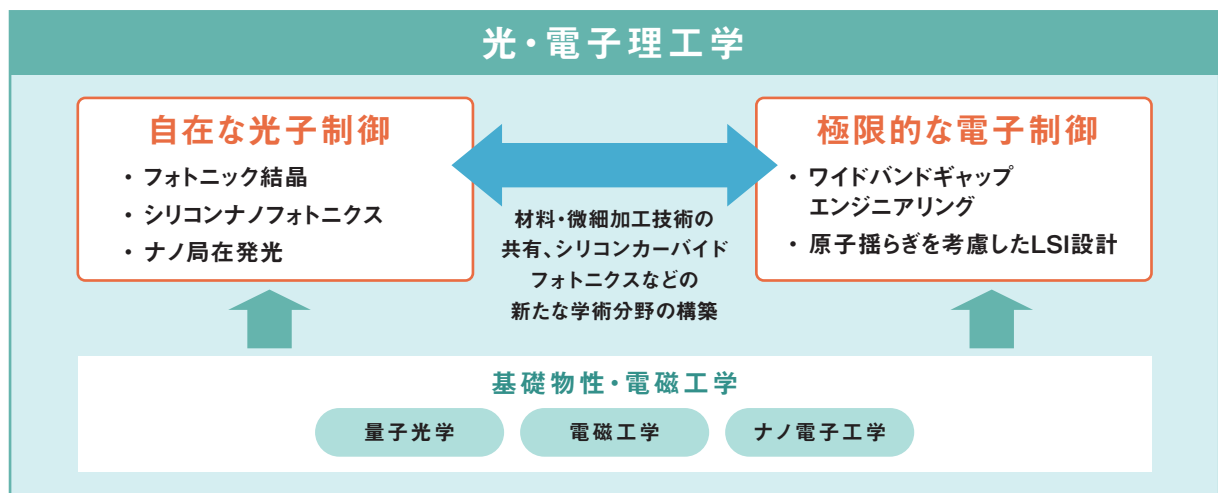 光・電子理工学
自在な光子制御
・ フォトニック結晶
・ シリコンナノフォトニクス
・ ナノ局在発光
材料・微細加工技術の
共有、シリコンカーバイド
フォトニクスなどの
新たな学術分野の構築
極限的な電子制御
・ ワイドバンドギャップ
エンジニアリング
・ 原子揺らぎを考慮したLSI設計
基礎物性・電磁工学
量子光学
電磁工学
ナノ電子工学